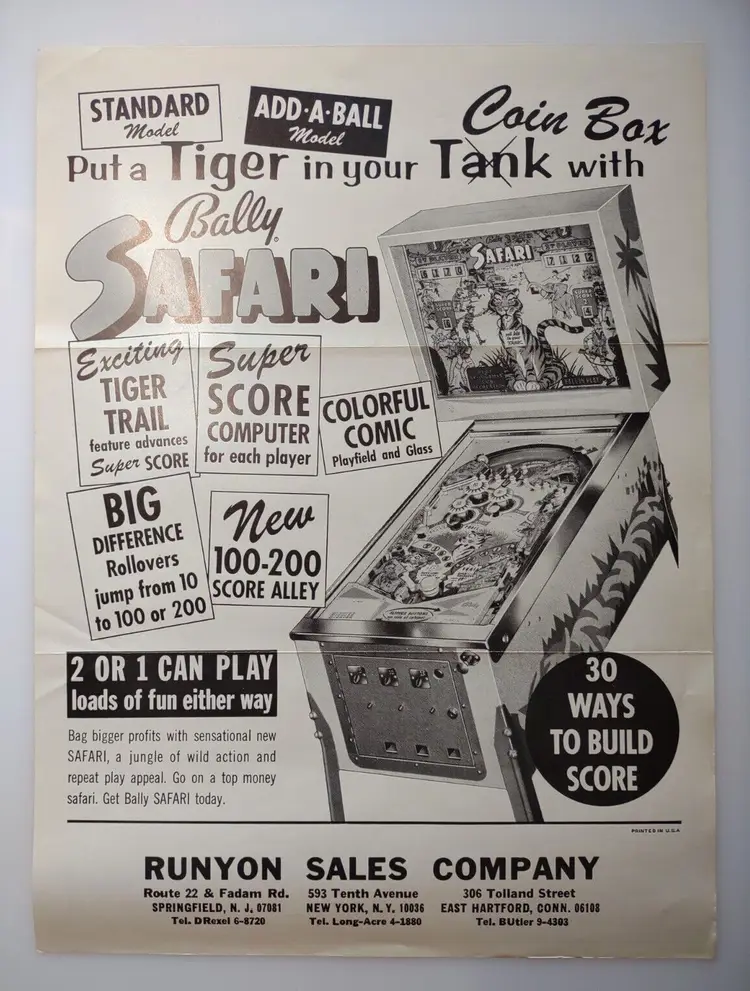 STANDARD
Model
ADD·A·BALL
Model
Coin Box
Put a Tiger in your Tank with
Bally
SAFARI
SAFARI
Exciting
TIGER
TRAIL
feature advances
Super SCORE
Super
SCORE
COMPUTER
for each player
COLORFUL
COMIC
Playfield and Glass
BIG
DIFFERENCE
Rollovers
jump from 10
to 100 or 200
New
100-200
SCORE ALLEY
2 OR 1 CAN PLAY
loads of fun either way
Bag bigger profits with sensational new
SAFARI, a jungle of wild action and
repeat play appeal. Go on a top money
safari. Get Bally SAFARI today.
30
WAYS
TO BUILD
SCORE
PRINTED IN U.S.A
RUNYON SALES COMPANY
Route 22 & Fadam Rd. 593 Tenth Avenue 306 Tolland Street
SPRINGFIELD, N. J. 07081 NEW YORK, N. Y. 10036 EAST HARTFORD, CONN. 06108
Tel. DRexel 6-8720 Tel. Long-Acre 4-1880 Tel. BUtler 9-4303